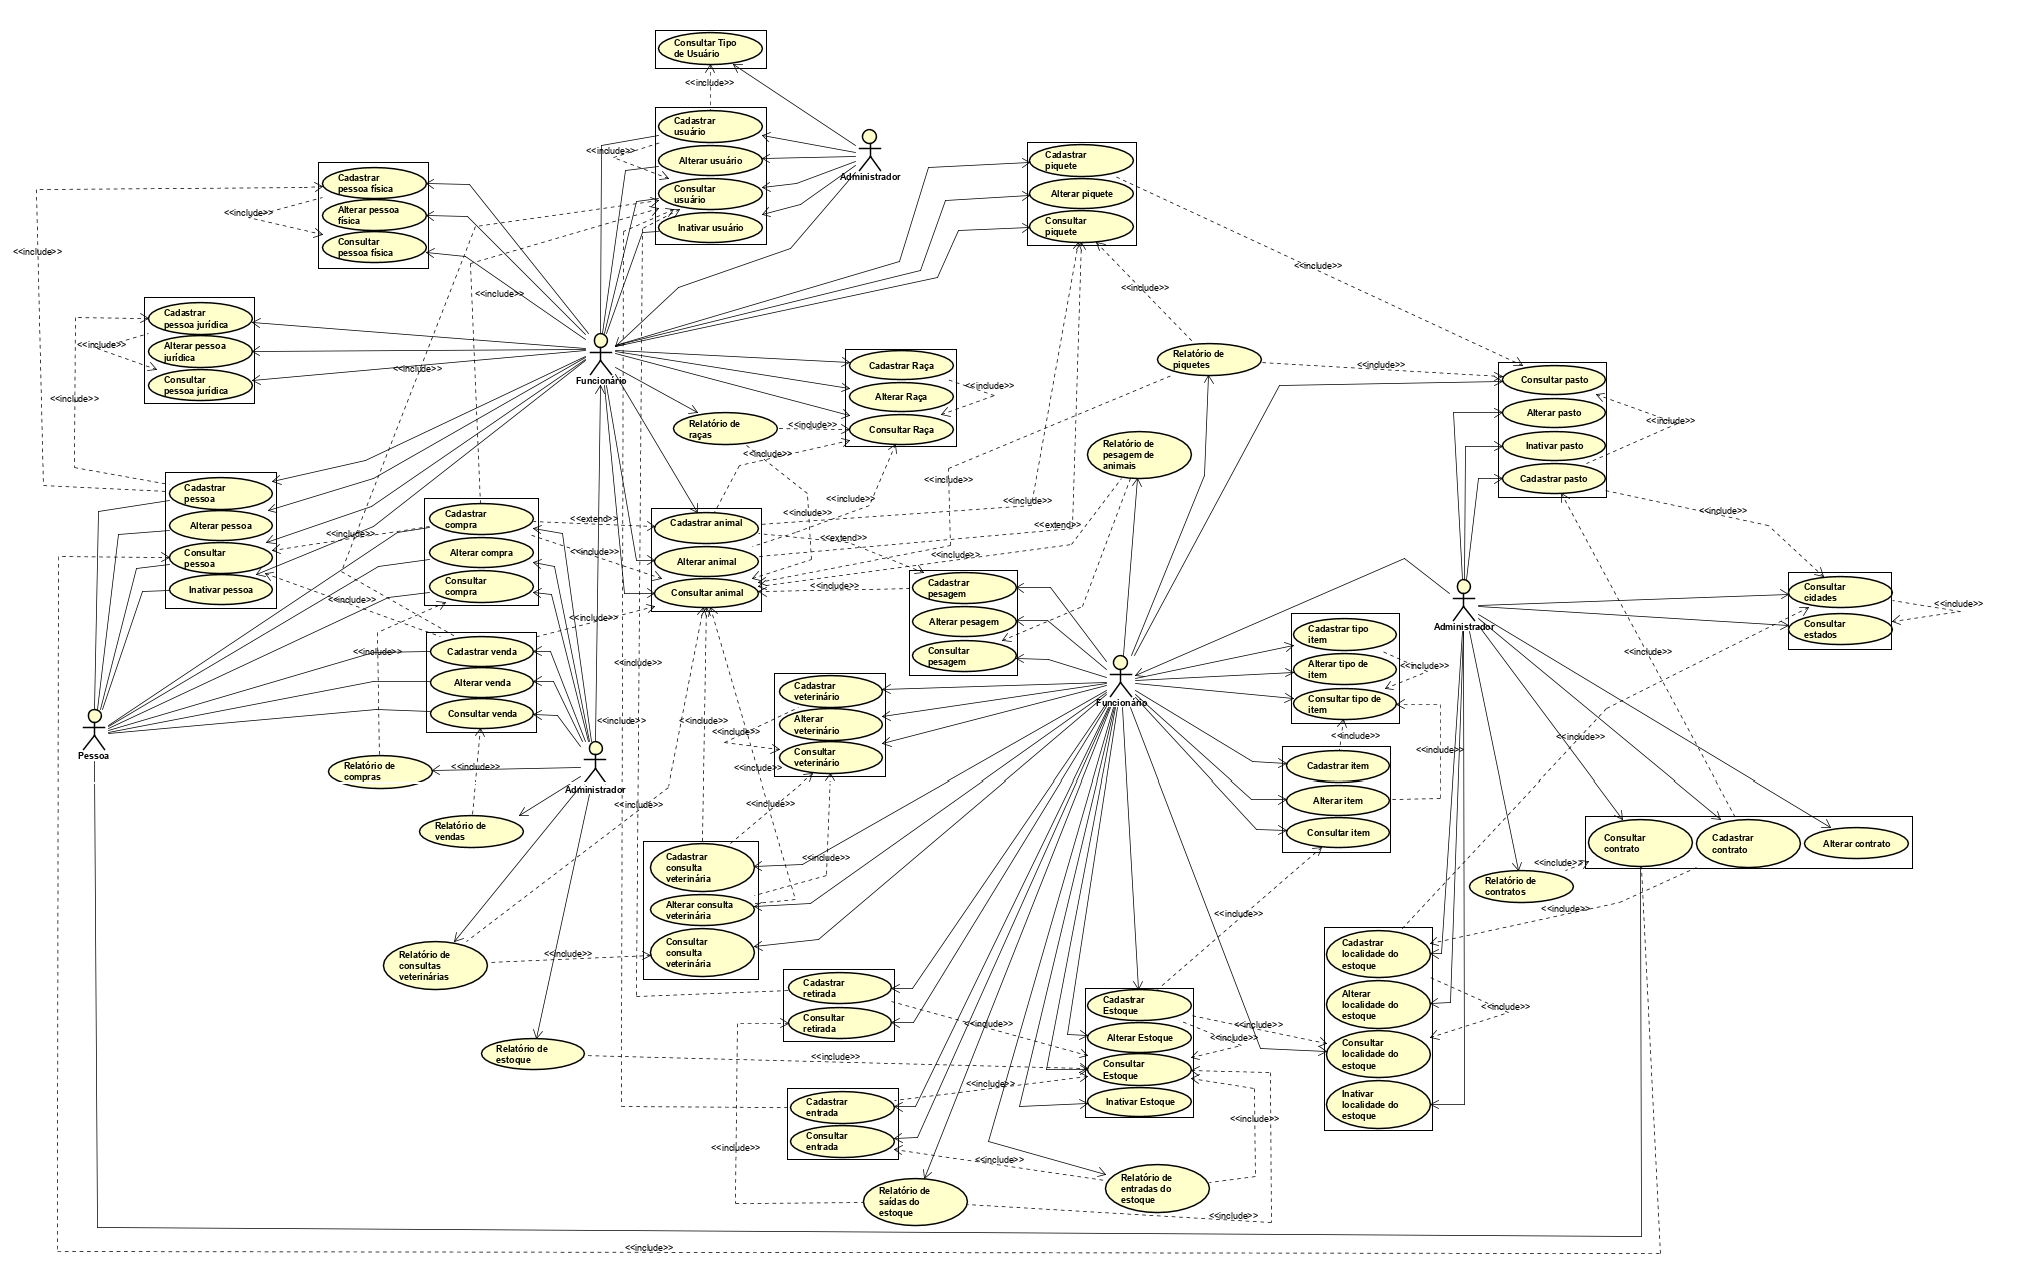 Consultar Tipo
de Usuário
<<include>>
Cadastrar
usuário
<<include>>
Alterar usuário
Consultar
usuário
Inativar usuário
Administrador
Cadastrar
piquete
Alterar piquete
Consultar
piquete
Cadastrar
pessoa física
Alterar pessoa
física
Consultar
pessoa física
<<include>>
<<include>>
<<include>>
<<include>>
<<include>>
Cadastrar
pessoa jurídica
Alterar pessoa
jurídica
Consultar
pessoa jurídica
<<include>>
<<include>>
<<include>>
Funcionário
Cadastrar Raça
Alterar Raça
Consultar Raça
<<include>>
Relatório de
raças
<<include>>
<<include>>
Relatório de
piquetes
<<include>>
Consultar pasto
Alterar pasto
Inativar pasto
Cadastrar pasto
<<include>>
<<include>>
Relatório de
pesagem de
animais
<<include>>
<<include>>
<<include>>
<<include>>
<<extend>>
<<extend>>
<<include>>
<<include>>
Cadastrar
pessoa
Alterar pessoa
Consultar
pessoa
Inativar pessoa
<<include>>
<<include>>
Cadastrar
compra
Alterar compra
Consultar
compra
<<extend>>
<<include>>
<<include>>
Cadastrar animal
Alterar animal
Consultar animal
Cadastrar
pesagem
Alterar pesagem
Consultar
pesagem
Consultar
cidades
Consultar
estados
<<include>>
Administrador
Cadastrar tipo
item
Alterar tipo de
item
Consultar tipo de
item
<<include>>
<<include>>
<<include>>
<<include>>
<<include>>
Cadastrar venda
Alterar venda
Consultar venda
<<include>>
<<include>>
<<include>>
<<include>>
Pessoa
Relatório de
compras
<<include>>
Administrador
Funcionário
Cadastrar
veterinário
Alterar
veterinário
Consultar
veterinário
<<include>>
<<include>>
<<include>>
<<include>>
<<include>>
Cadastrar item
Alterar item
Consultar item
Relatório de
vendas
Consultar
contrato
Cadastrar
contrato
Alterar contrato
<<include>>
Relatório de
contratos
<<include>>
Cadastrar
consulta
veterinária
Alterar consulta
veterinária
Consultar
consulta
veterinária
<<include>>
<<include>>
Relatório de
consultas
veterinárias
Cadastrar
localidade do
estoque
Alterar
localidade do
estoque
Consultar
localidade do
estoque
Inativar
localidade do
estoque
<<include>>
Cadastrar
retirada
Consultar
retirada
<<include>>
Cadastrar
Estoque
Alterar Estoque
Consultar
Estoque
Inativar Estoque
<<include>>
<<include>>
Relatório de
estoque
<<include>>
<<include>>
Cadastrar
entrada
Consultar
entrada
<<include>>
<<include>>
<<include>>
Relatório de
entradas do
estoque
Relatório de
saídas do
estoque
<<include>>
<<include>>